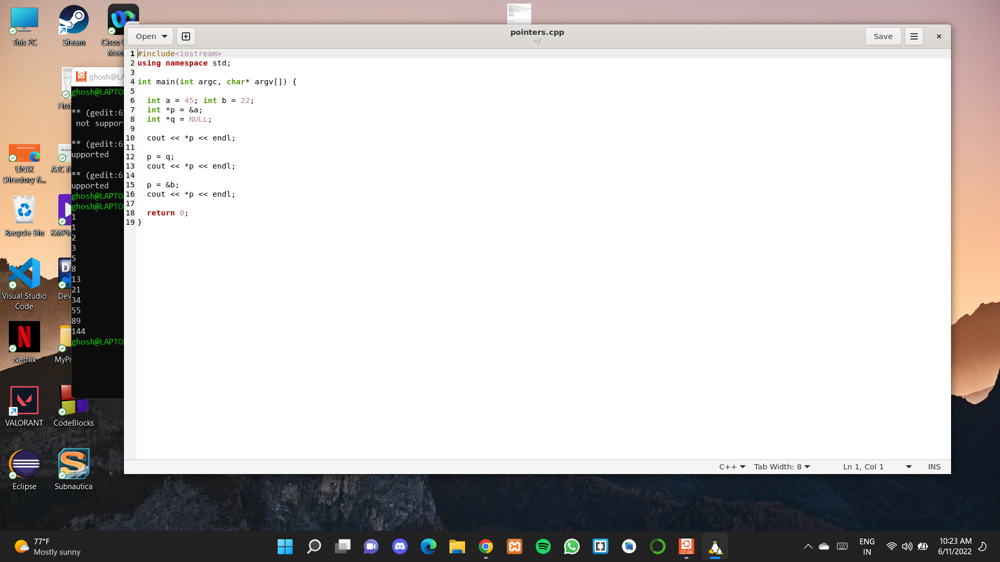 This PC
Steam
Cisco W
Meet
Open
pointers.cpp
~/
Save
1 #include<iostream>
2 using namespace std;
3
4 int main(int argc, char* argv[]) {
5
6 int a = 45; int b = 22;
7 int *p = &a;
8 int *q = NULL;
9
10 cout << *p << endl;
11
12 p = q;
13 cout << *p << endl;
14
15 p = &b;
16 cout << *p << endl;
17
18 return 0;
19 }
C++
Tab Width: 8
Ln 1, Col 1
INS
ghosh@LA
ghosh@LAPTO
** (gedit:6
not suppor
** (gedit:6
upported
** (gedit:6
upported
ghosh@LAPTO
ghosh@LAPTO
1
1
2
3
5
8
13
21
34
55
89
144
ghosh@LAPTO
First
UNIX
Directory fi...
ATC f
Recycle Bin
KMPla
Visual Studio
Code
Dev
Netflix
MyPr
VALORANT
CodeBlocks
Eclipse
Subnautica
77°F
Mostly sunny
22.04
ENG
IN
10:23 AM
6/11/2022